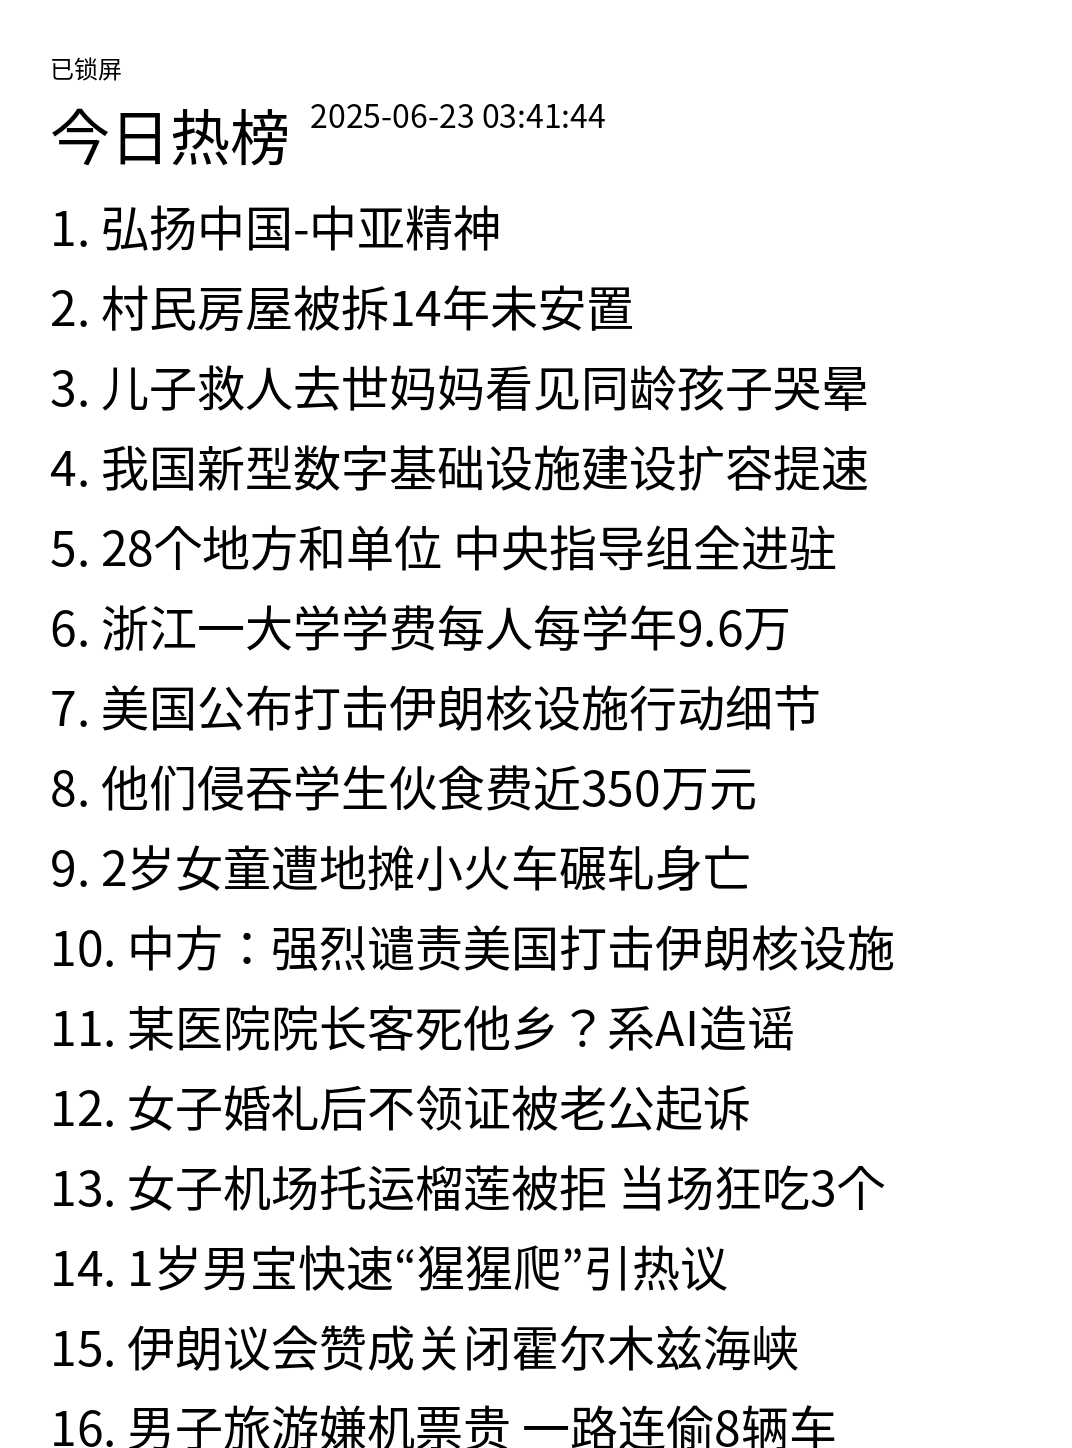 已锁屏
今日热榜 2025-06-23 03:41:44
1. 弘扬中国-中亚精神
2. 村民房屋被拆14年未安置
3. 儿子救人去世妈妈看见同龄孩子哭晕
4. 我国新型数字基础设施建设扩容提速
5. 28个地方和单位 中央指导组全进驻
6. 浙江一大学学费每人每学年9.6万
7. 美国公布打击伊朗核设施行动细节
8. 他们侵吞学生伙食费近350万元
9. 2岁女童遭地摊小火车碾轧身亡
10. 中方：强烈谴责美国打击伊朗核设施
11. 某医院院长客死他乡？系AI造谣
12. 女子婚礼后不领证被老公起诉
13. 女子机场托运榴莲被拒 当场狂吃3个
14. 1岁男宝快速“猩猩爬”引热议
15. 伊朗议会赞成关闭霍尔木兹海峡
16. 男子旅游嫌机票贵 一路连偷8辆车